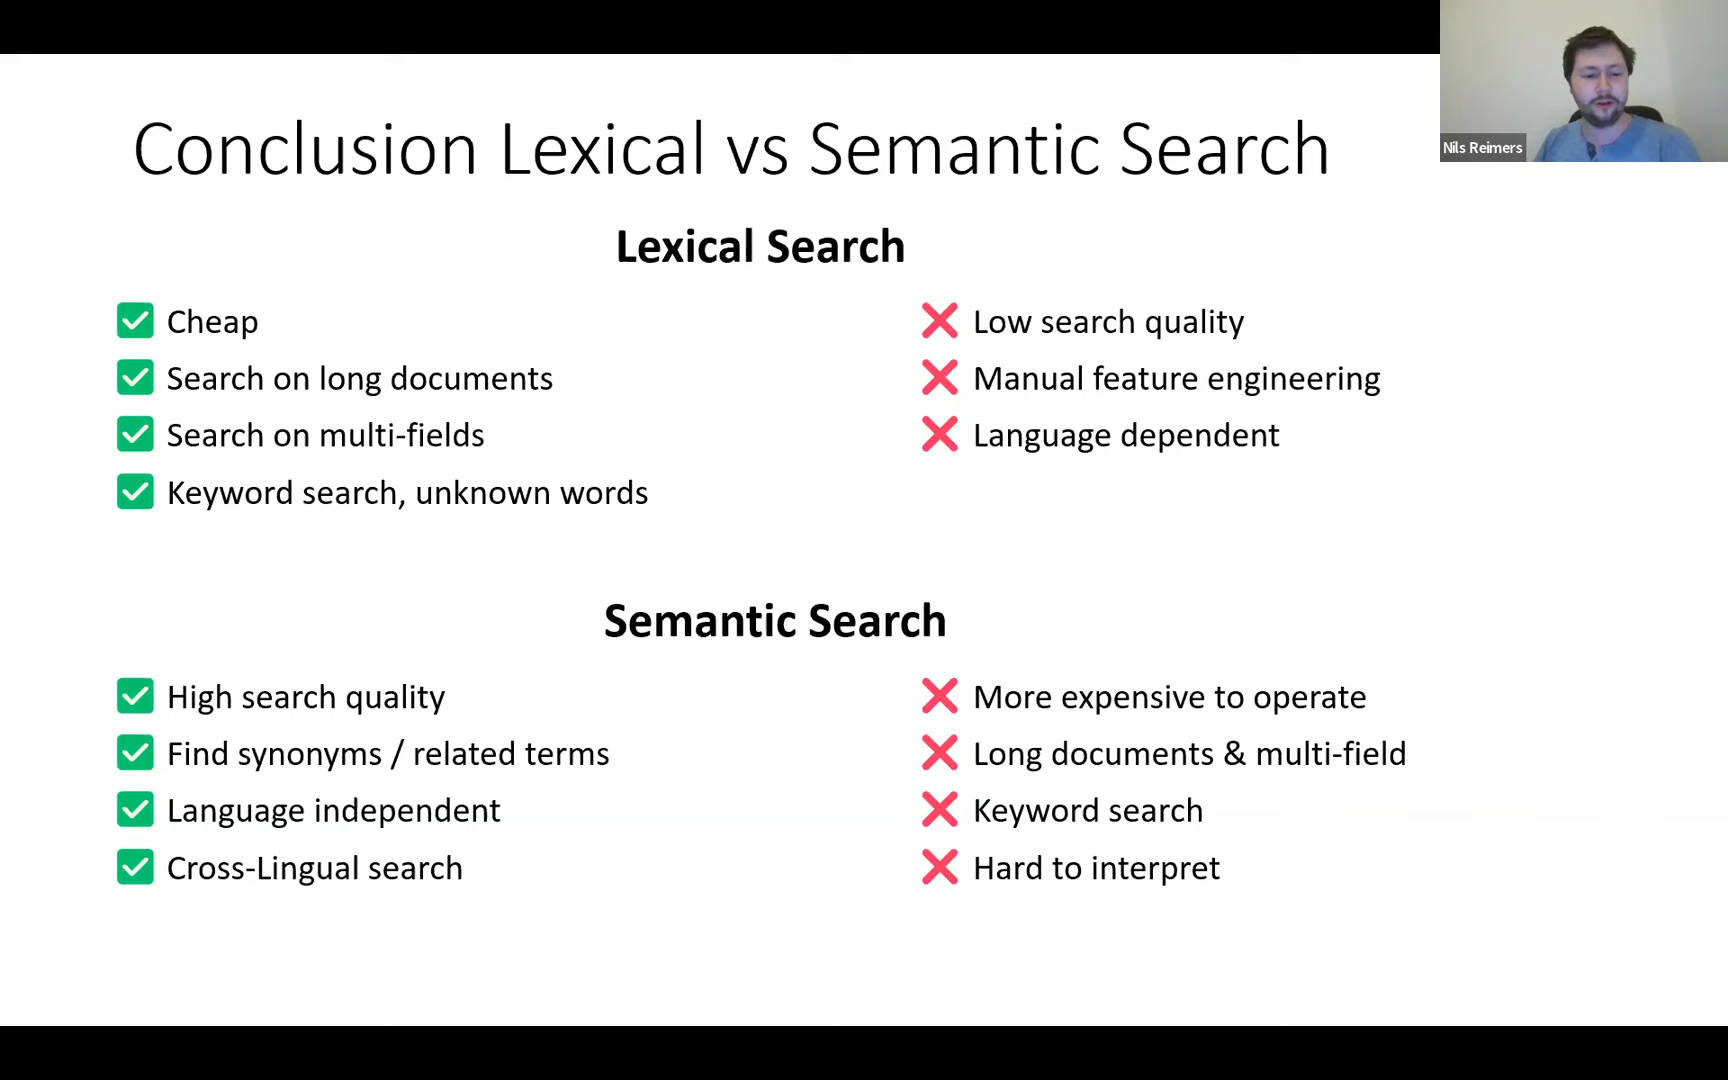 Conclusion Lexical vs Semantic Search
Nils Reimers
Lexical Search
Cheap
Search on long documents
Search on multi-fields
Keyword search, unknown words
Low search quality
Manual feature engineering
Language dependent
Semantic Search
High search quality
Find synonyms / related terms
Language independent
Cross-Lingual search
More expensive to operate
Long documents & multi-field
Keyword search
Hard to interpret